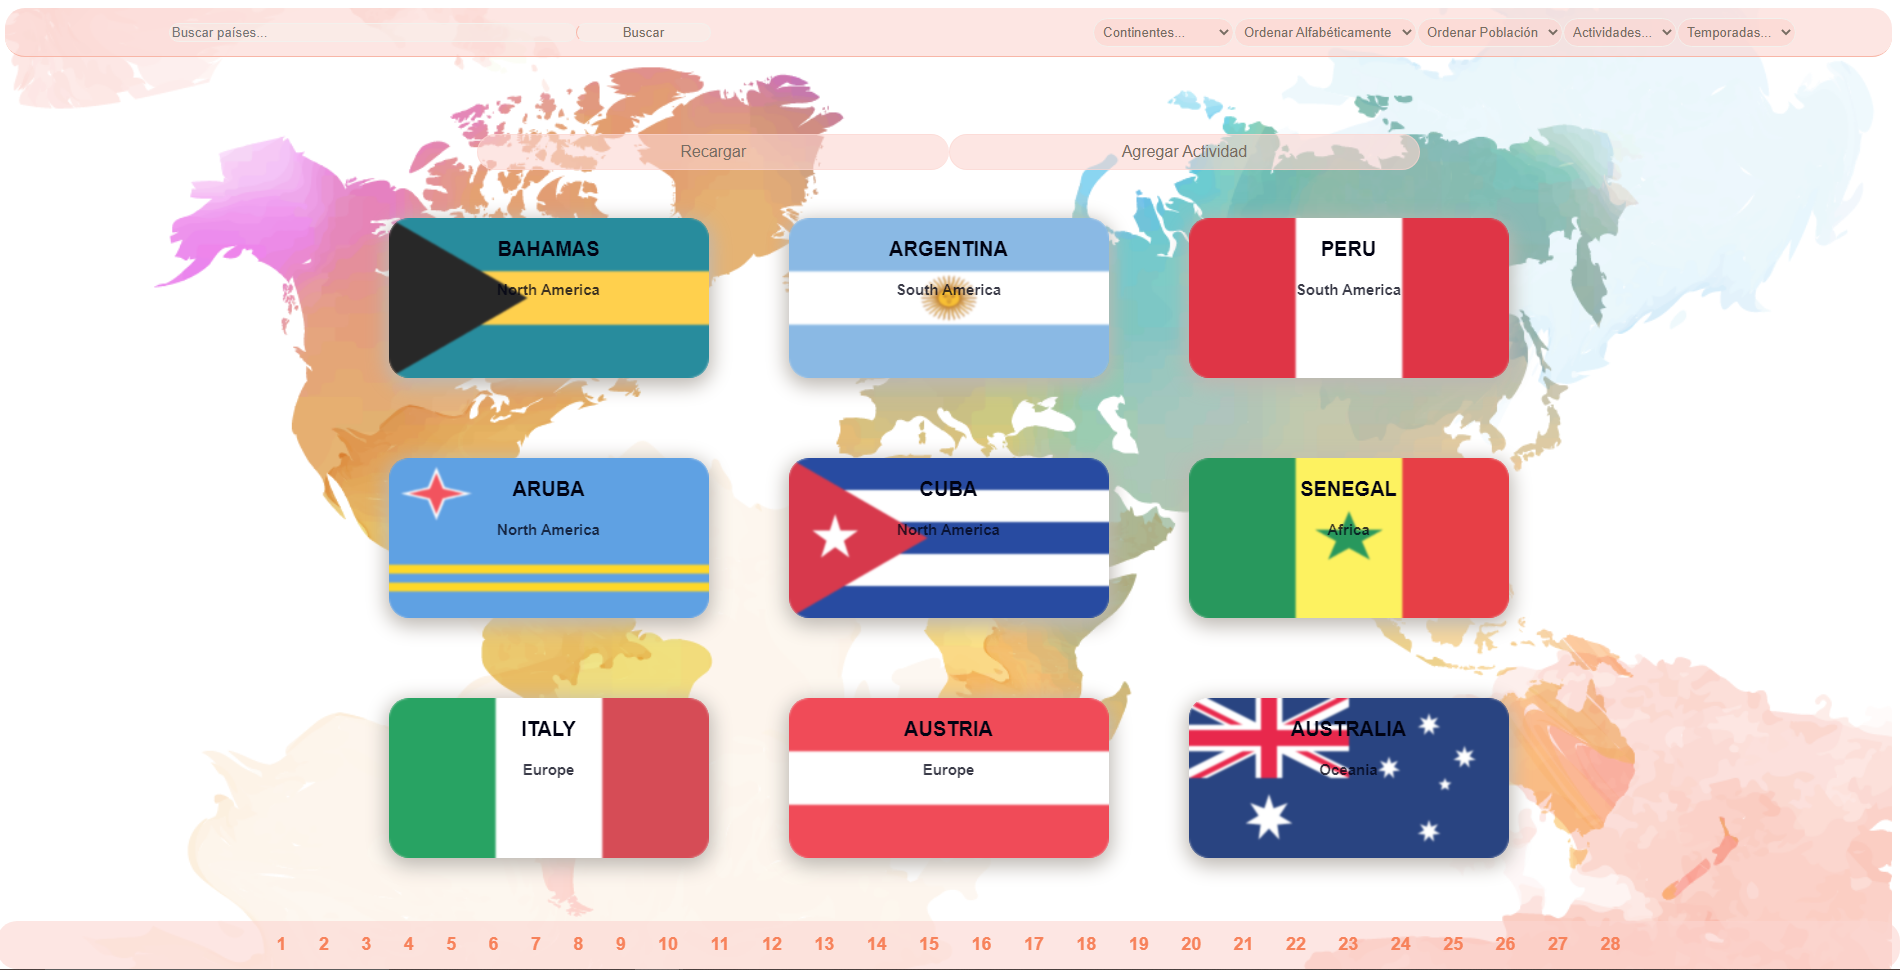 Buscar países... Buscar Continentes... Ordenar Alfabéticamente Ordenar Población Actividades... Temporadas...
Recargar Agregar Actividad
BAHAMAS ARGENTINA PERU
North America South America South America
ARUBA CUBA SENEGAL
North America North America Africa
ITALY AUSTRIA AUSTRALIA
Europe Europe Oceania
1 2 3 4 5 6 7 8 9 10 11 12 13 14 15 16 17 18 19 20 21 22 23 24 25 26 27 28